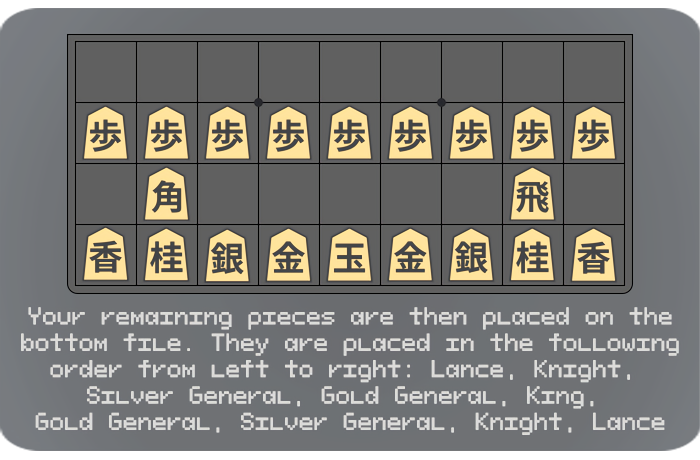 歩 歩 歩 歩 歩 歩 歩 歩 歩
角 飛
香 桂 銀 金 玉 金 銀 桂 香
Your remaining pieces are then placed on the
bottom file. They are placed in the following
order from left to right: Lance, Knight,
Silver General, Gold General, King,
Gold General, Silver General, Knight, Lance